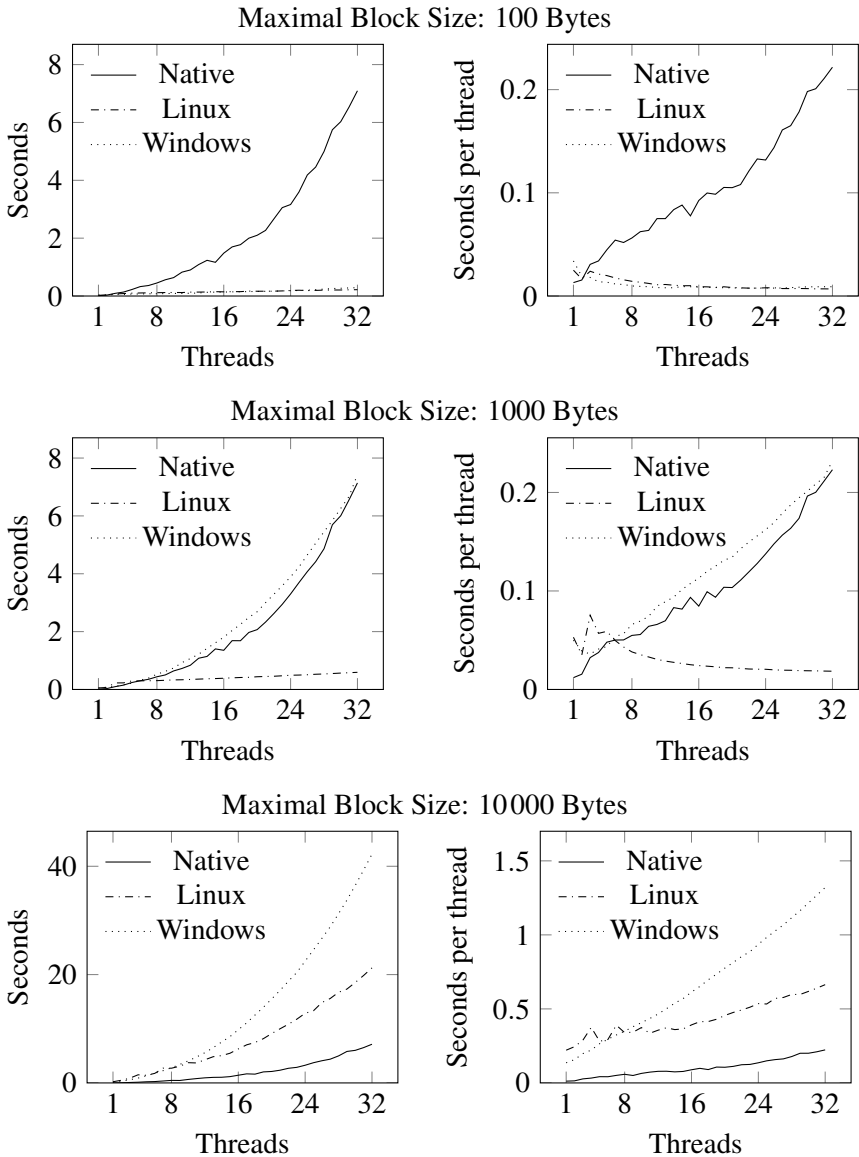 Maximal Block Size: 100 Bytes
Seconds
8
6
4
2
0
Native
Linux
Windows
1 8 16 24 32
Threads
Seconds per thread
0.2
0.1
0
Native
Linux
Windows
1 8 16 24 32
Threads
Maximal Block Size: 1000 Bytes
Seconds
8
6
4
2
0
Native
Linux
Windows
1 8 16 24 32
Threads
Seconds per thread
0.2
0.1
0
Native
Linux
Windows
1 8 16 24 32
Threads
Maximal Block Size: 10000 Bytes
Seconds
40
20
0
Native
Linux
Windows
1 8 16 24 32
Threads
Seconds per thread
1.5
1
0.5
0
Native
Linux
Windows
1 8 16 24 32
Threads